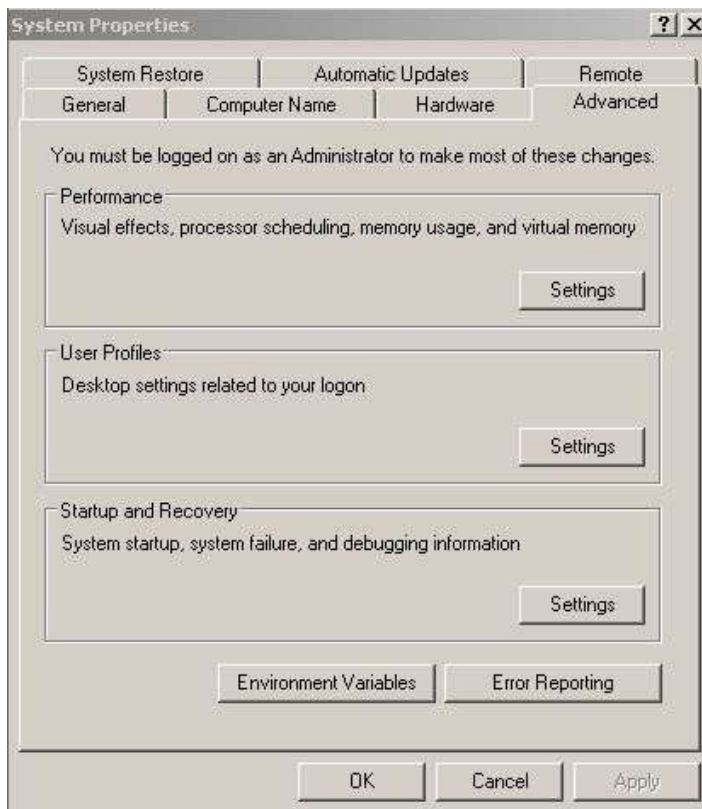 System Properties
System Restore
Automatic Updates
Remote
General
Computer Name
Hardware
Advanced
You must be logged on as an Administrator to make most of these changes.
Performance
Visual effects, processor scheduling, memory usage, and virtual memory
Settings
User Profiles
Desktop settings related to your logon
Settings
Startup and Recovery
System startup, system failure, and debugging information
Settings
Environment Variables
Error Reporting
OK
Cancel
Apply